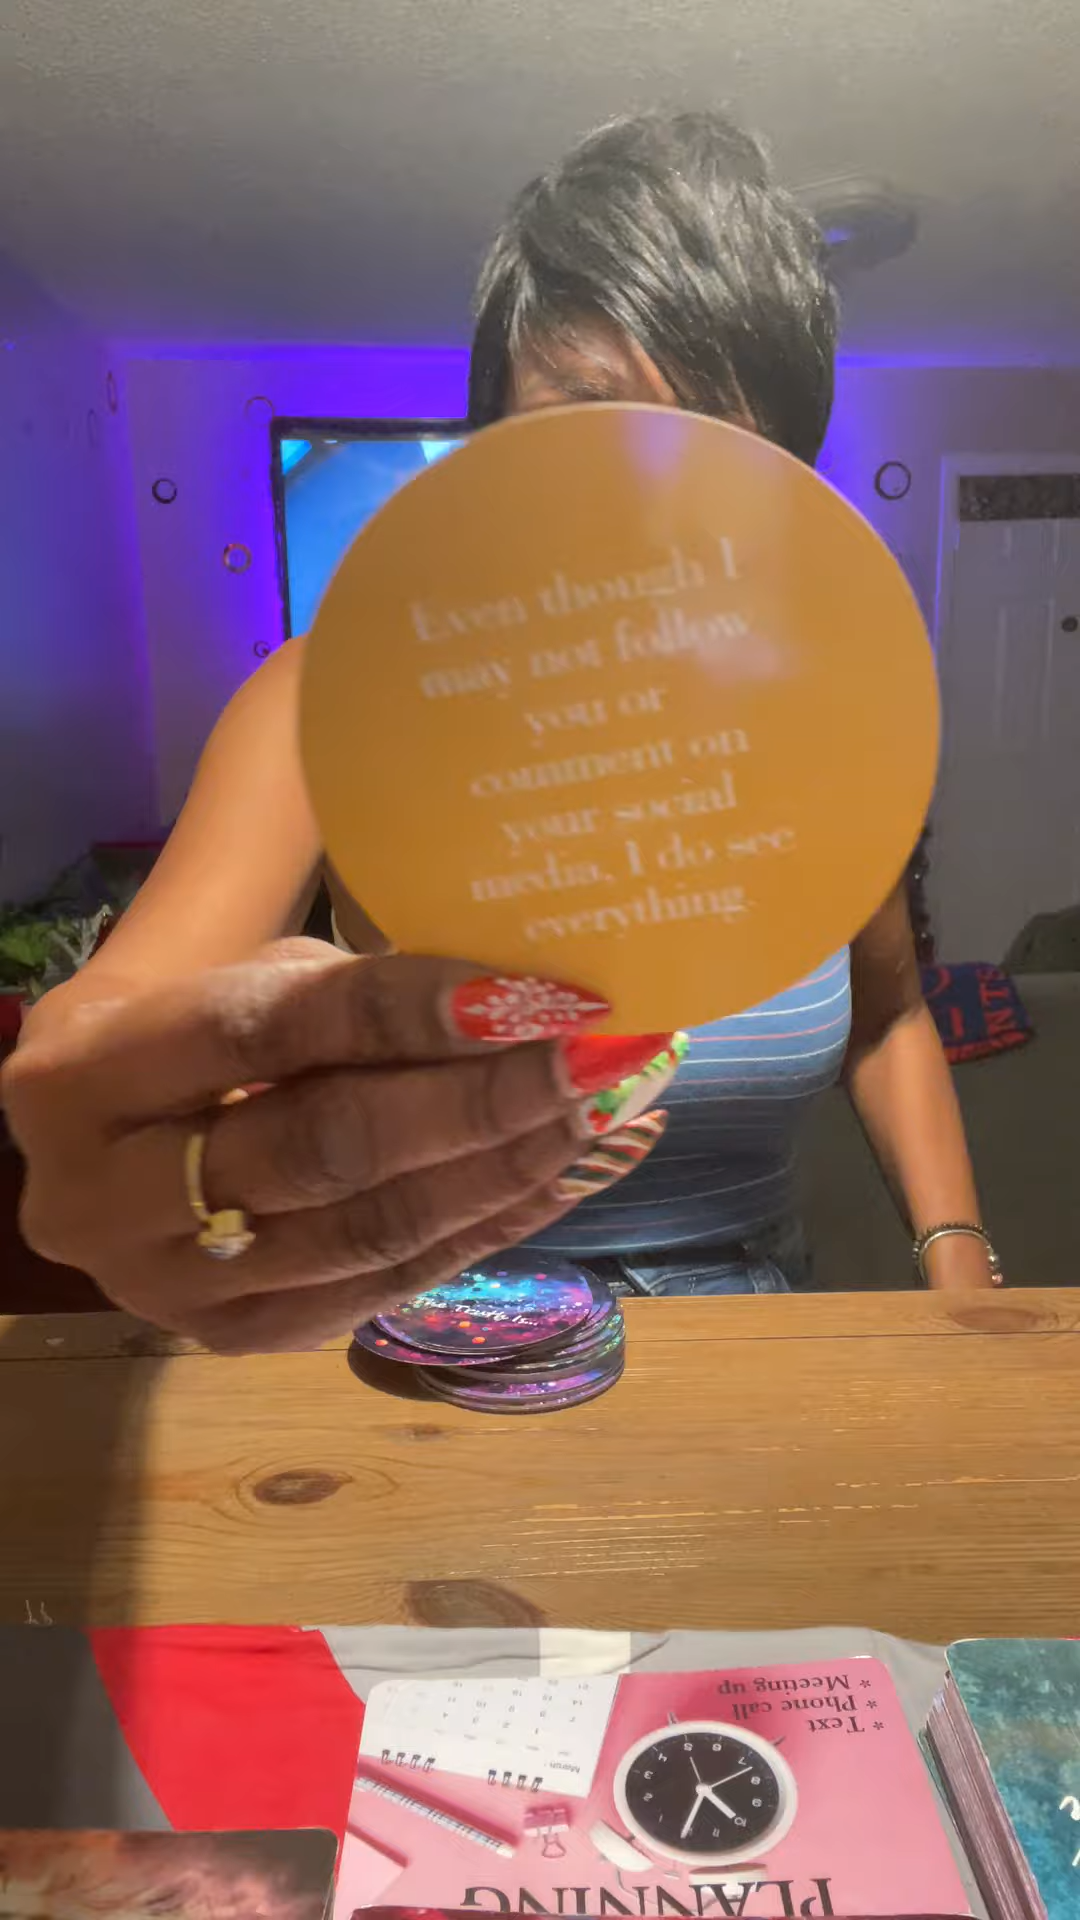 Even though I
may not follow
you or
comment on
your social
media, I do see
everything.
The Truth Is...
* Text
* Phone call
* Meeting up
PLANNING